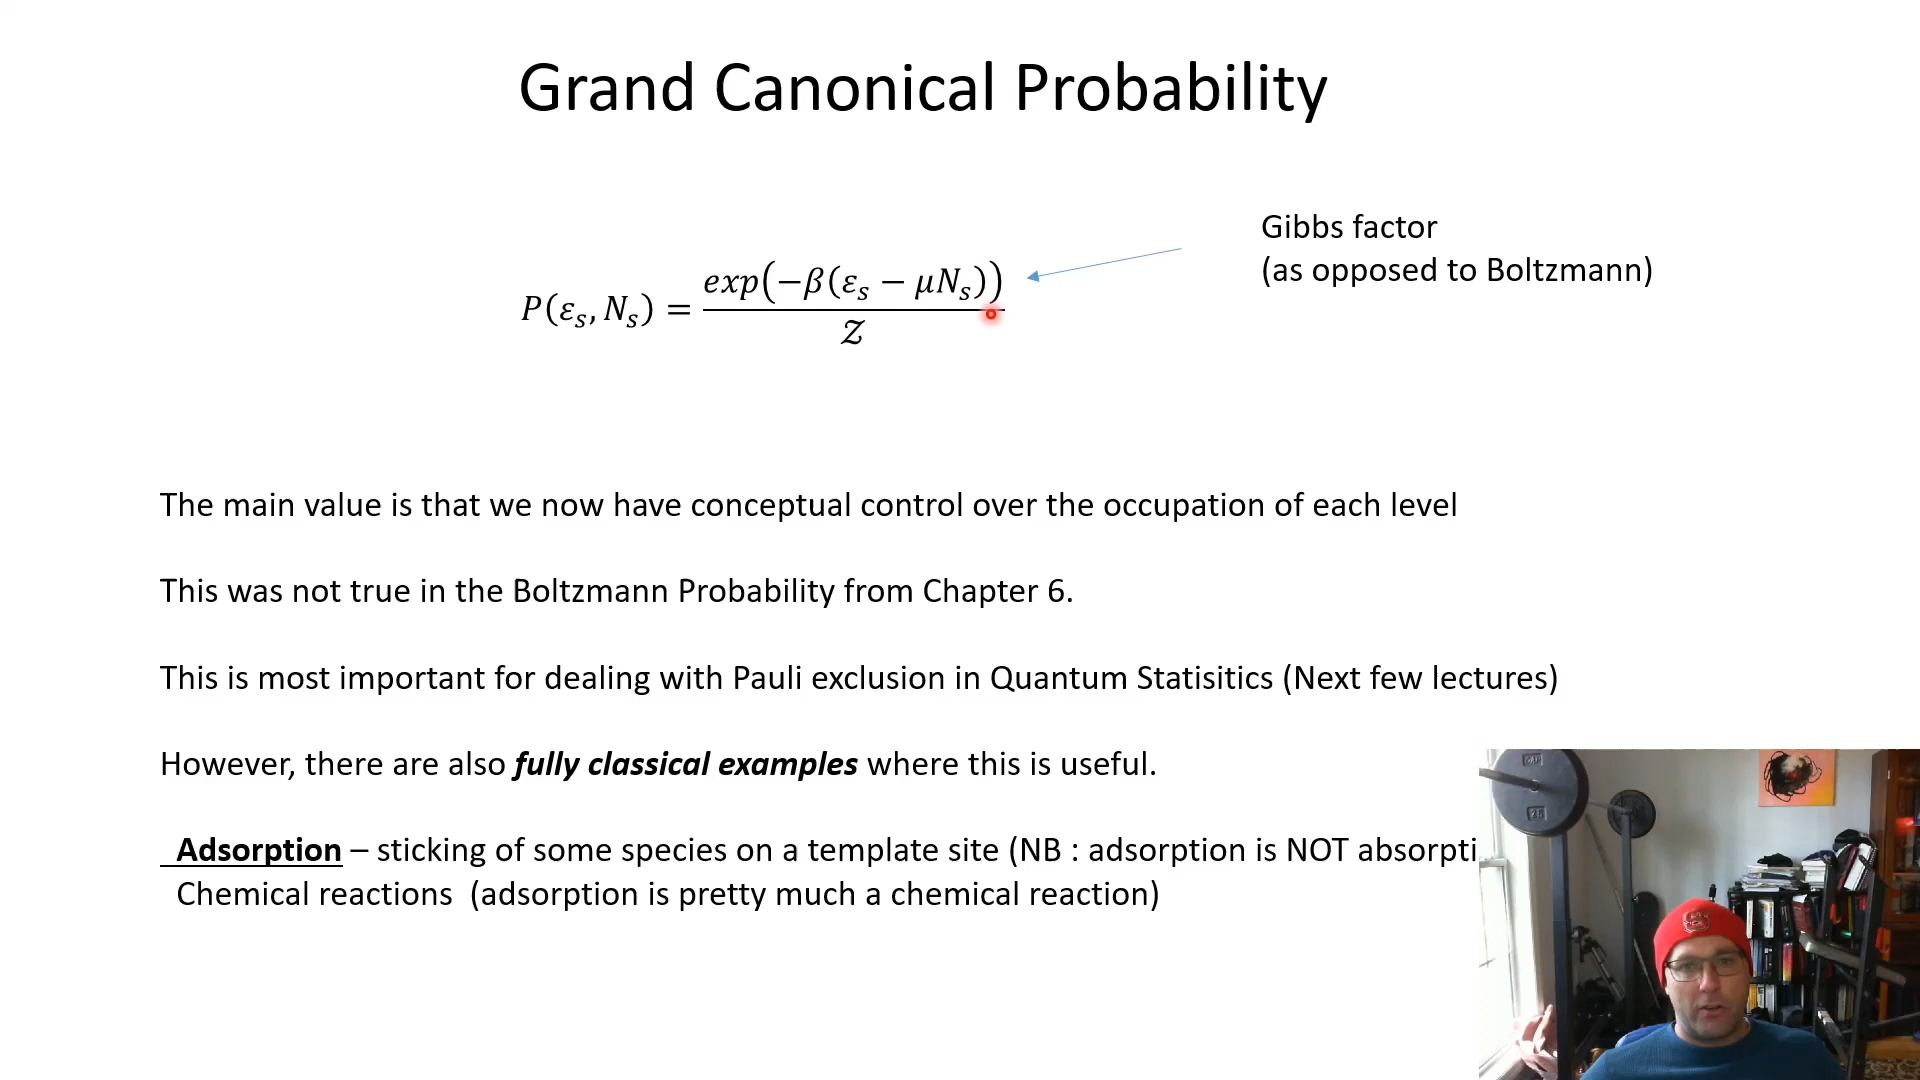 Grand Canonical Probability
Gibbs factor
(as opposed to Boltzmann)
P(εₛ, Nₛ) = exp(−β(εₛ − μNₛ)) / 𝒵
The main value is that we now have conceptual control over the occupation of each level
This was not true in the Boltzmann Probability from Chapter 6.
This is most important for dealing with Pauli exclusion in Quantum Statisitics (Next few lectures)
However, there are also fully classical examples where this is useful.
Adsorption – sticking of some species on a template site (NB : adsorption is NOT absorpti
Chemical reactions (adsorption is pretty much a chemical reaction)
25